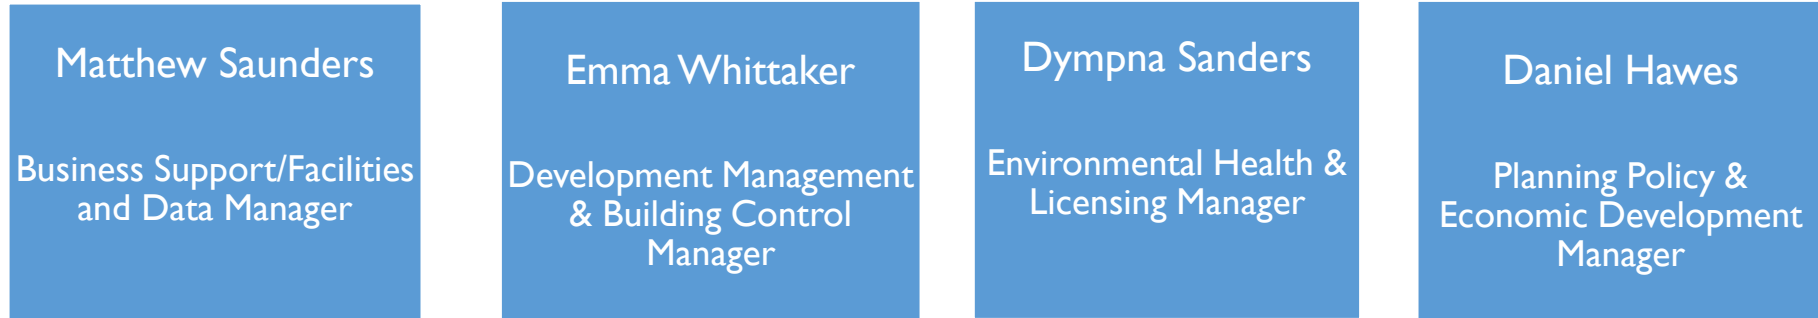 Matthew Saunders
Business Support/Facilities
and Data Manager
Emma Whittaker
Development Management
& Building Control
Manager
Dympna Sanders
Environmental Health &
Licensing Manager
Daniel Hawes
Planning Policy &
Economic Development
Manager